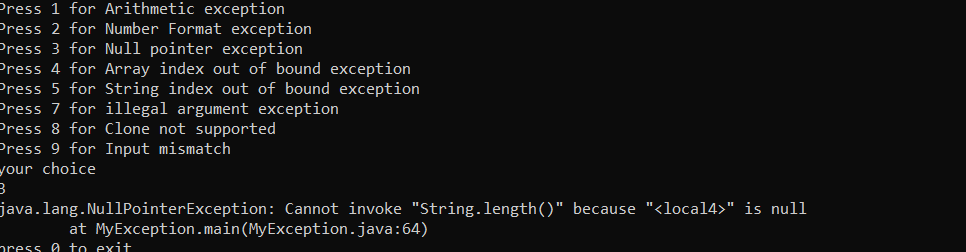 Press 1 for Arithmetic exception
Press 2 for Number Format exception
Press 3 for Null pointer exception
Press 4 for Array index out of bound exception
Press 5 for String index out of bound exception
Press 7 for illegal argument exception
Press 8 for Clone not supported
Press 9 for Input mismatch
your choice
3
java.lang.NullPointerException: Cannot invoke "String.length()" because "<local4>" is null
at MyException.main(MyException.java:64)
press 0 to exit